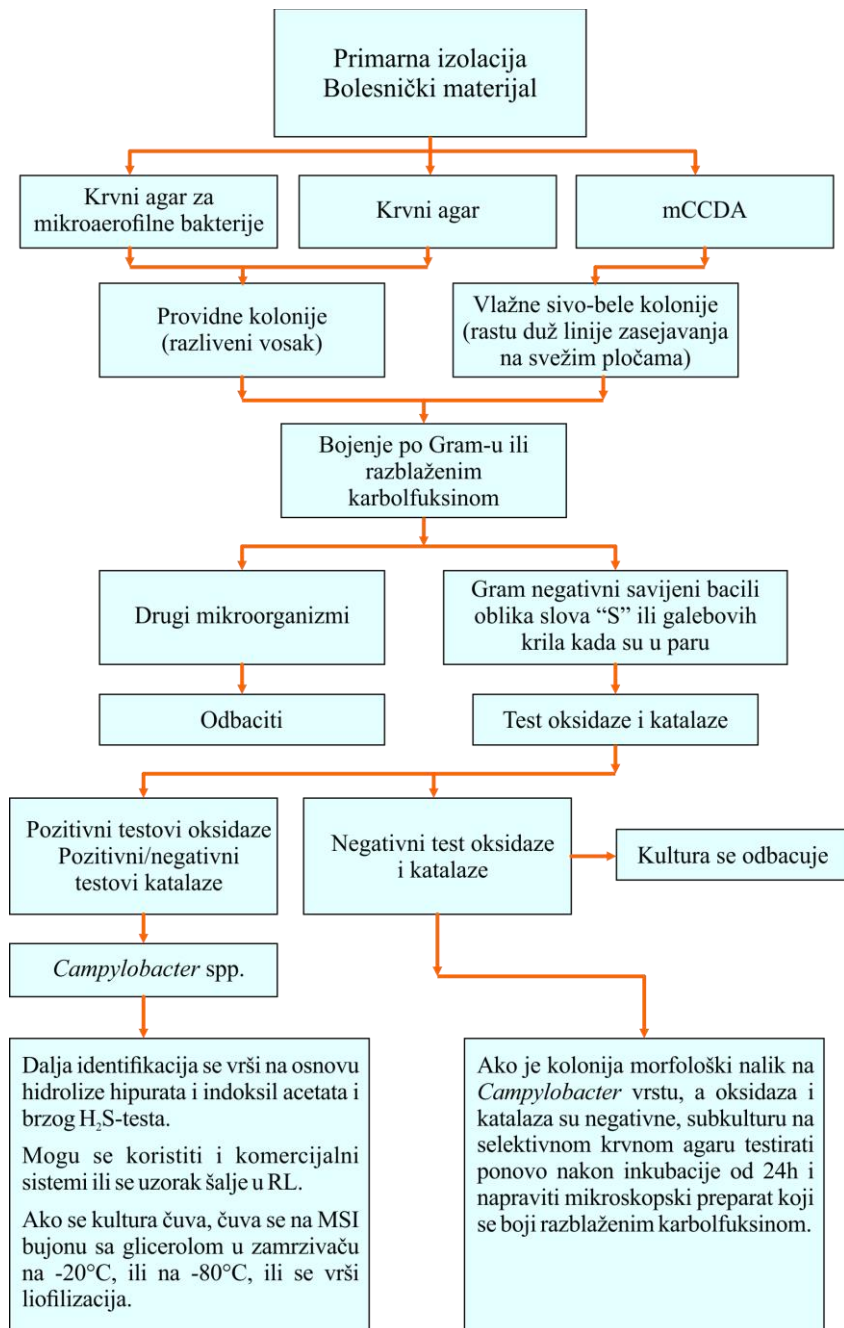 Primarna izolacija
Bolesnički materijal
Krvni agar za
mikroaerofilne bakterije
Krvni agar
mCCDA
Providne kolonije
(razliveni vosak)
Vlažne sivo-bele kolonije
(rastu duž linije zasejavanja
na svežim pločama)
Bojenje po Gram-u ili
razblaženim
karbolfuksinom
Drugi mikroorganizmi
Gram negativni savijeni bacili
oblika slova “S” ili galebovih
krila kada su u paru
Odbaciti
Test oksidaze i katalaze
Pozitivni testovi oksidaze
Pozitivni/negativni
testovi katalaze
Negativni test oksidaze
i katalaze
Kultura se odbacuje
Campylobacter spp.
Dalja identifikacija se vrši na osnovu
hidrolize hipurata i indoksil acetata i
brzog H₂S-testa.
Mogu se koristiti i komercijalni
sistemi ili se uzorak šalje u RL.
Ako se kultura čuva, čuva se na MSI
bujonu sa glicerolom u zamrzivaču
na -20°C, ili na -80°C, ili se vrši
liofilizacija.
Ako je kolonija morfološki nalik na
Campylobacter vrstu, a oksidaza i
katalaza su negativne, subkulturu na
selektivnom krvnom agaru testirati
ponovo nakon inkubacije od 24h i
napraviti mikroskopski preparat koji
se boji razblaženim karbolfuksinom.